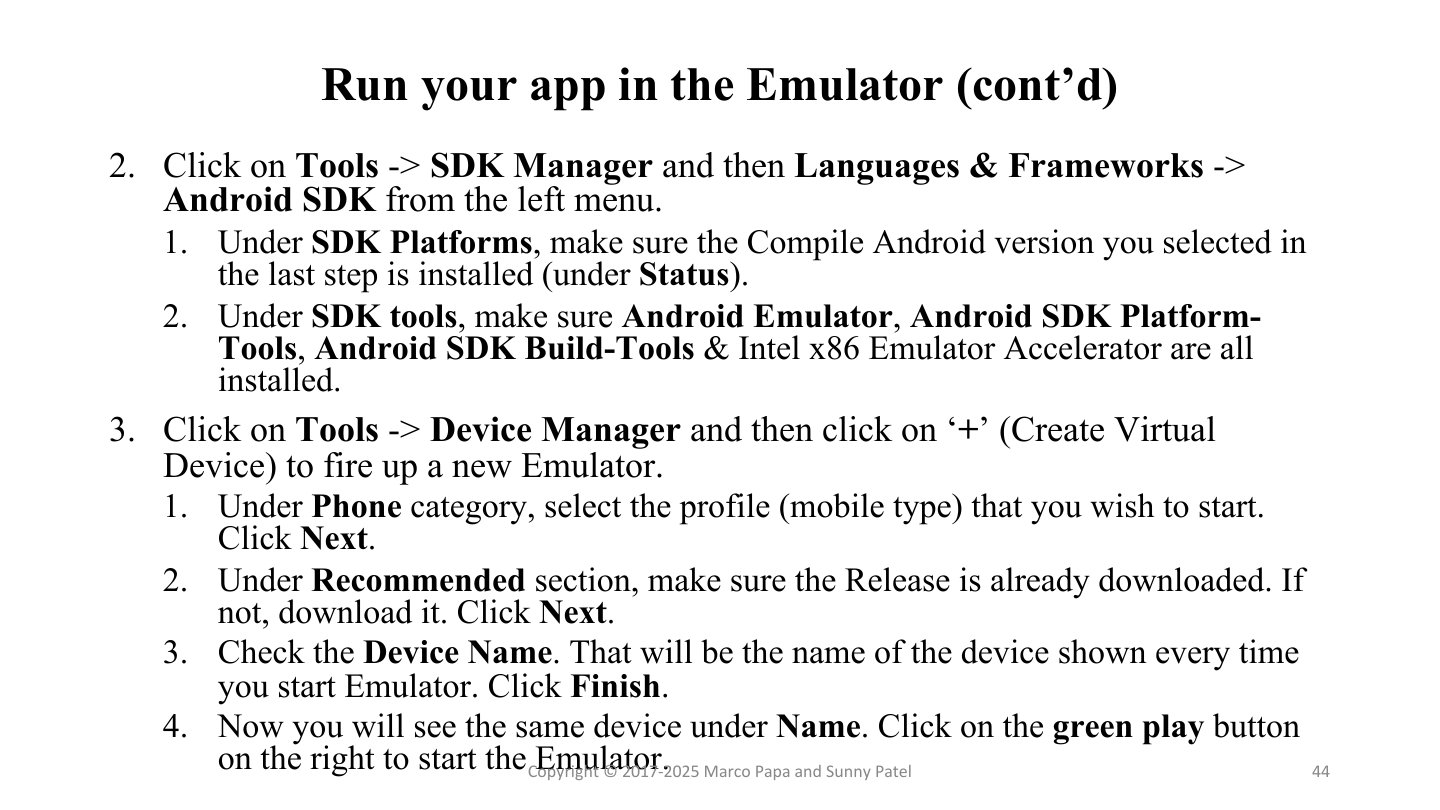 Run your app in the Emulator (cont’d)
2. Click on Tools -> SDK Manager and then Languages & Frameworks ->
Android SDK from the left menu.
1. Under SDK Platforms, make sure the Compile Android version you selected in
the last step is installed (under Status).
2. Under SDK tools, make sure Android Emulator, Android SDK Platform-
Tools, Android SDK Build-Tools & Intel x86 Emulator Accelerator are all
installed.
3. Click on Tools -> Device Manager and then click on ‘+’ (Create Virtual
Device) to fire up a new Emulator.
1. Under Phone category, select the profile (mobile type) that you wish to start.
Click Next.
2. Under Recommended section, make sure the Release is already downloaded. If
not, download it. Click Next.
3. Check the Device Name. That will be the name of the device shown every time
you start Emulator. Click Finish.
4. Now you will see the same device under Name. Click on the green play button
on the right to start the Emulator.
Copyright © 2017-2025 Marco Papa and Sunny Patel
44